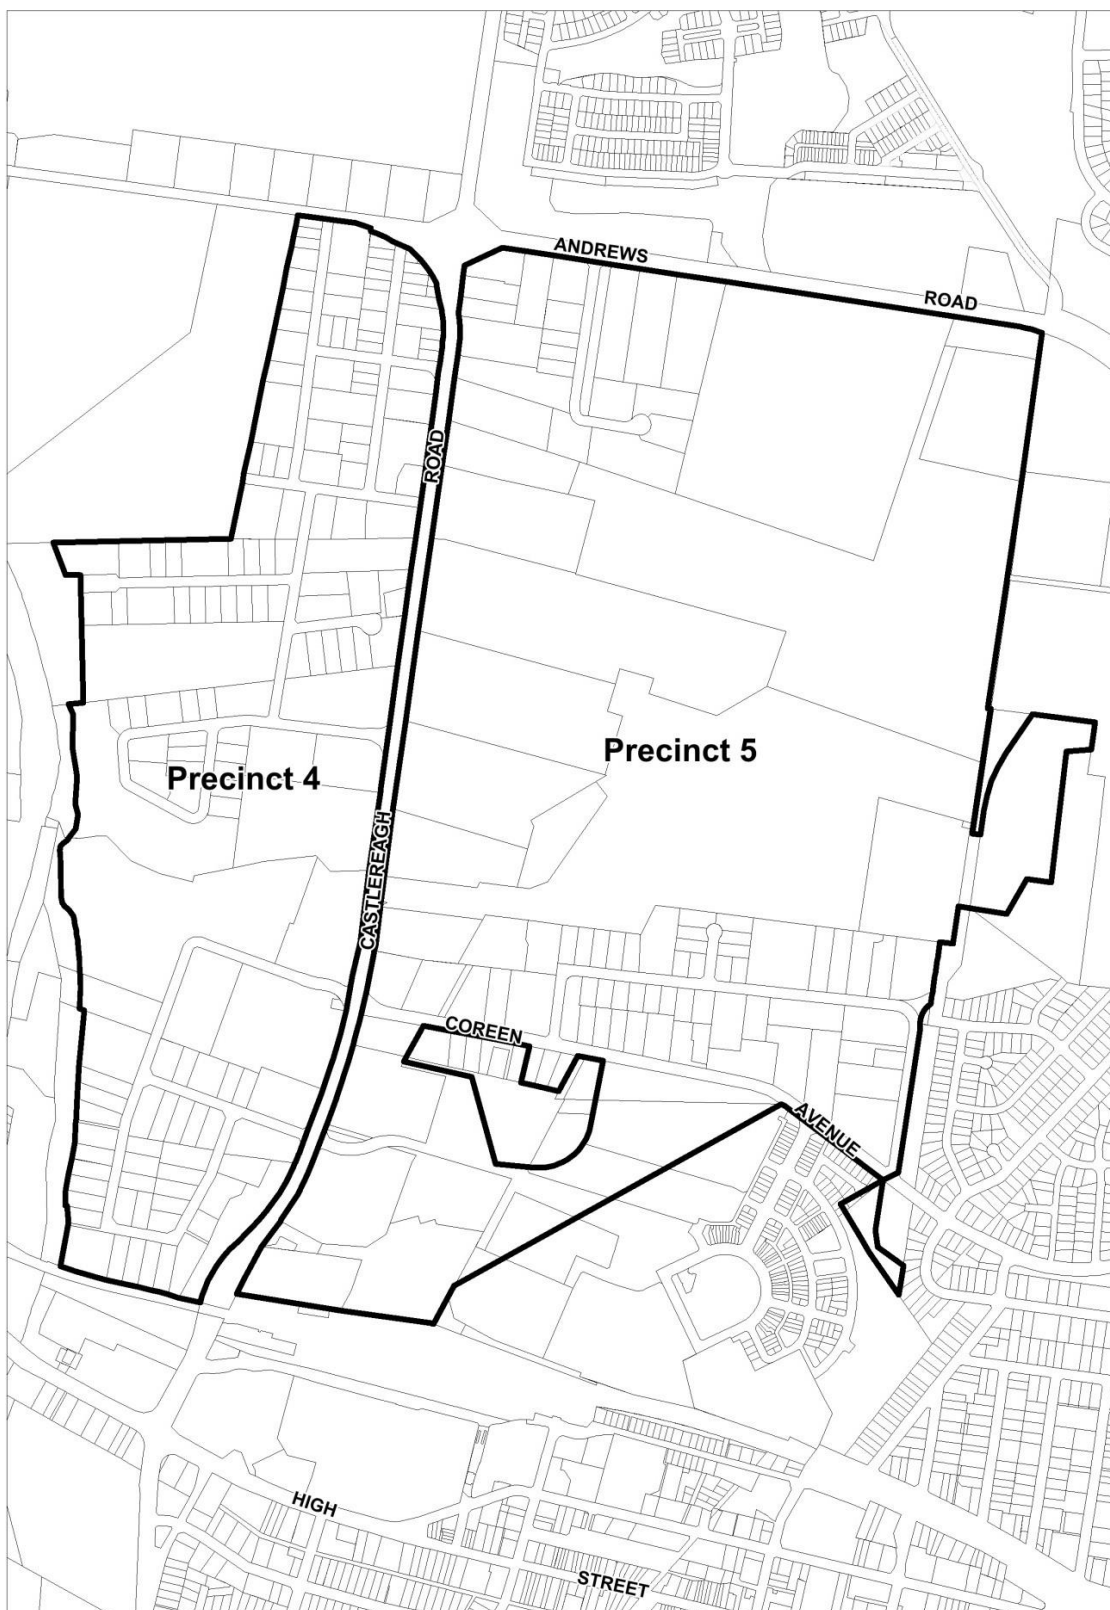 ANDREWS
ROAD
ROAD
Precinct 5
Precinct 4
CASTLEREAGH
COREEN
AVENUE
HIGH
STREET